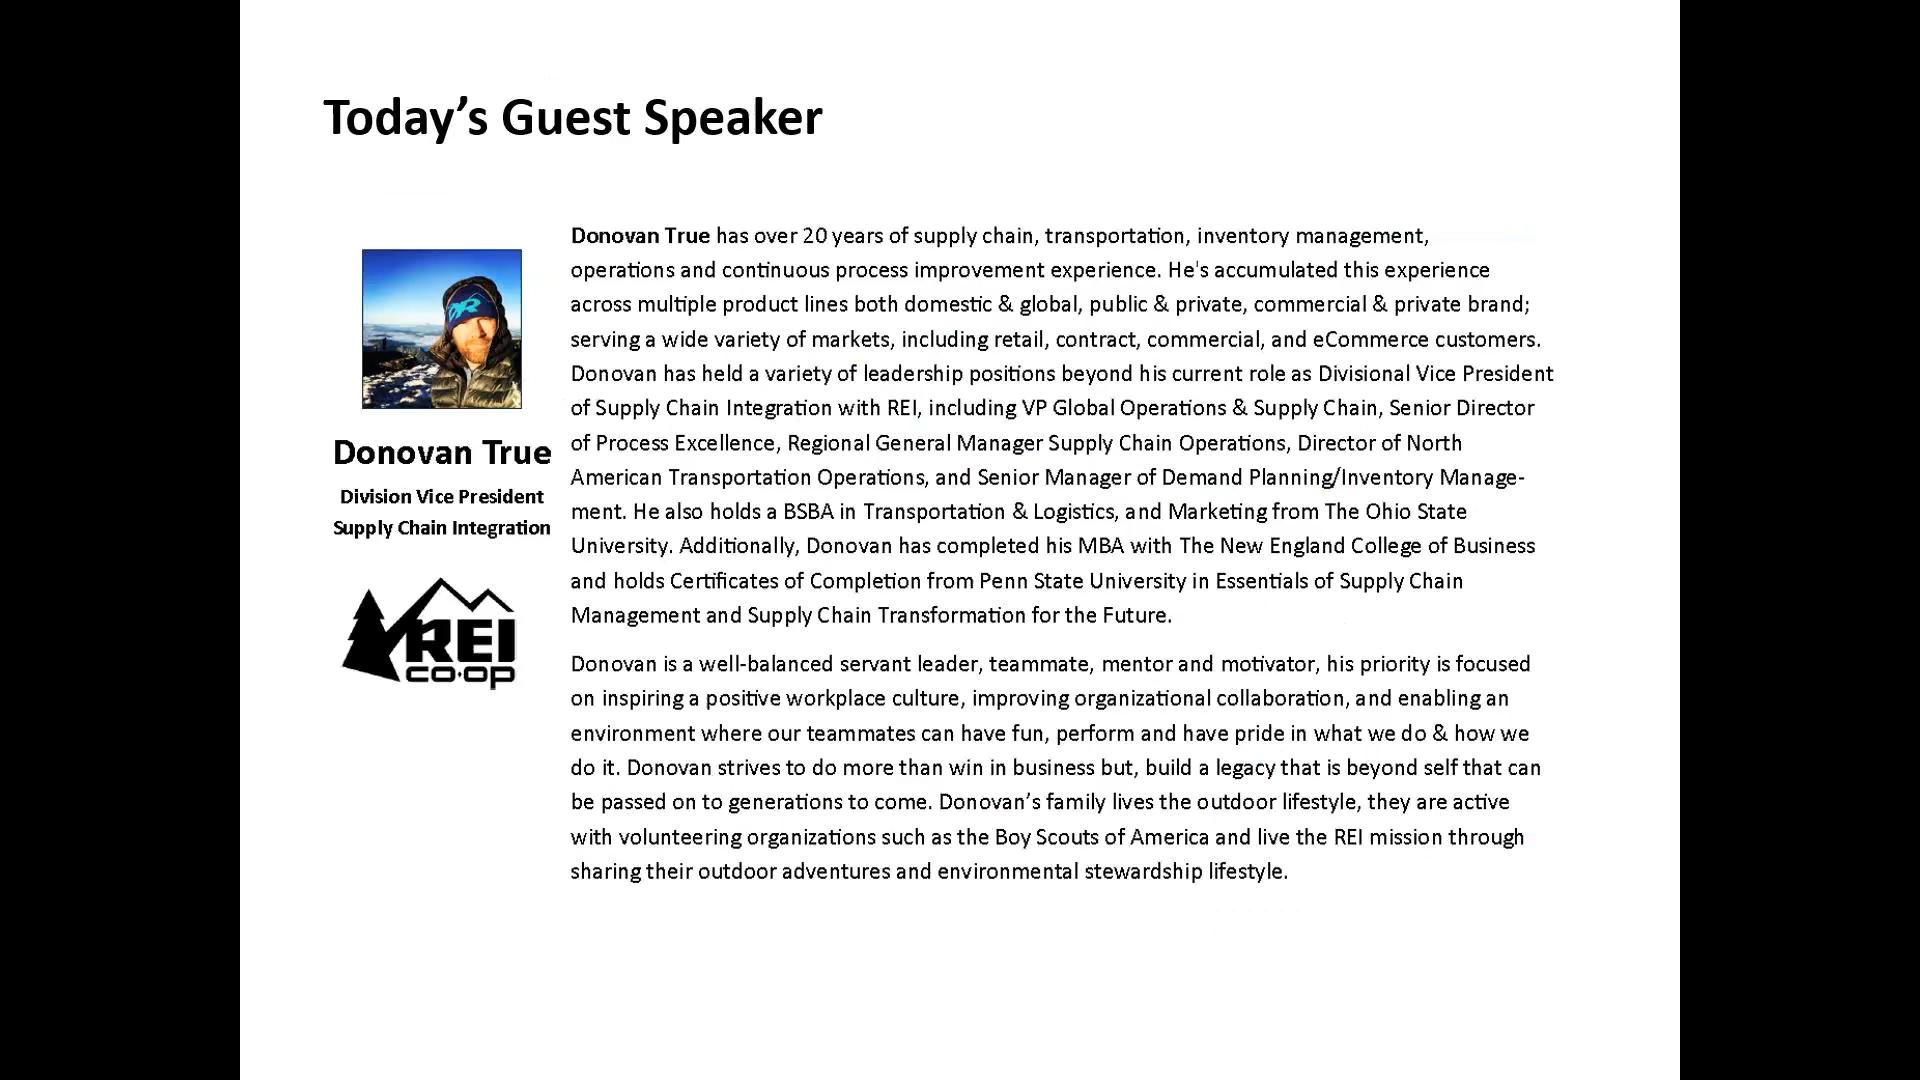 Today’s Guest Speaker
Donovan True
Division Vice President
Supply Chain Integration
REI
co·op
Donovan True has over 20 years of supply chain, transportation, inventory management,
operations and continuous process improvement experience. He's accumulated this experience
across multiple product lines both domestic & global, public & private, commercial & private brand;
serving a wide variety of markets, including retail, contract, commercial, and eCommerce customers.
Donovan has held a variety of leadership positions beyond his current role as Divisional Vice President
of Supply Chain Integration with REI, including VP Global Operations & Supply Chain, Senior Director
of Process Excellence, Regional General Manager Supply Chain Operations, Director of North
American Transportation Operations, and Senior Manager of Demand Planning/Inventory Manage-
ment. He also holds a BSBA in Transportation & Logistics, and Marketing from The Ohio State
University. Additionally, Donovan has completed his MBA with The New England College of Business
and holds Certificates of Completion from Penn State University in Essentials of Supply Chain
Management and Supply Chain Transformation for the Future.
Donovan is a well-balanced servant leader, teammate, mentor and motivator, his priority is focused
on inspiring a positive workplace culture, improving organizational collaboration, and enabling an
environment where our teammates can have fun, perform and have pride in what we do & how we
do it. Donovan strives to do more than win in business but, build a legacy that is beyond self that can
be passed on to generations to come. Donovan’s family lives the outdoor lifestyle, they are active
with volunteering organizations such as the Boy Scouts of America and live the REI mission through
sharing their outdoor adventures and environmental stewardship lifestyle.